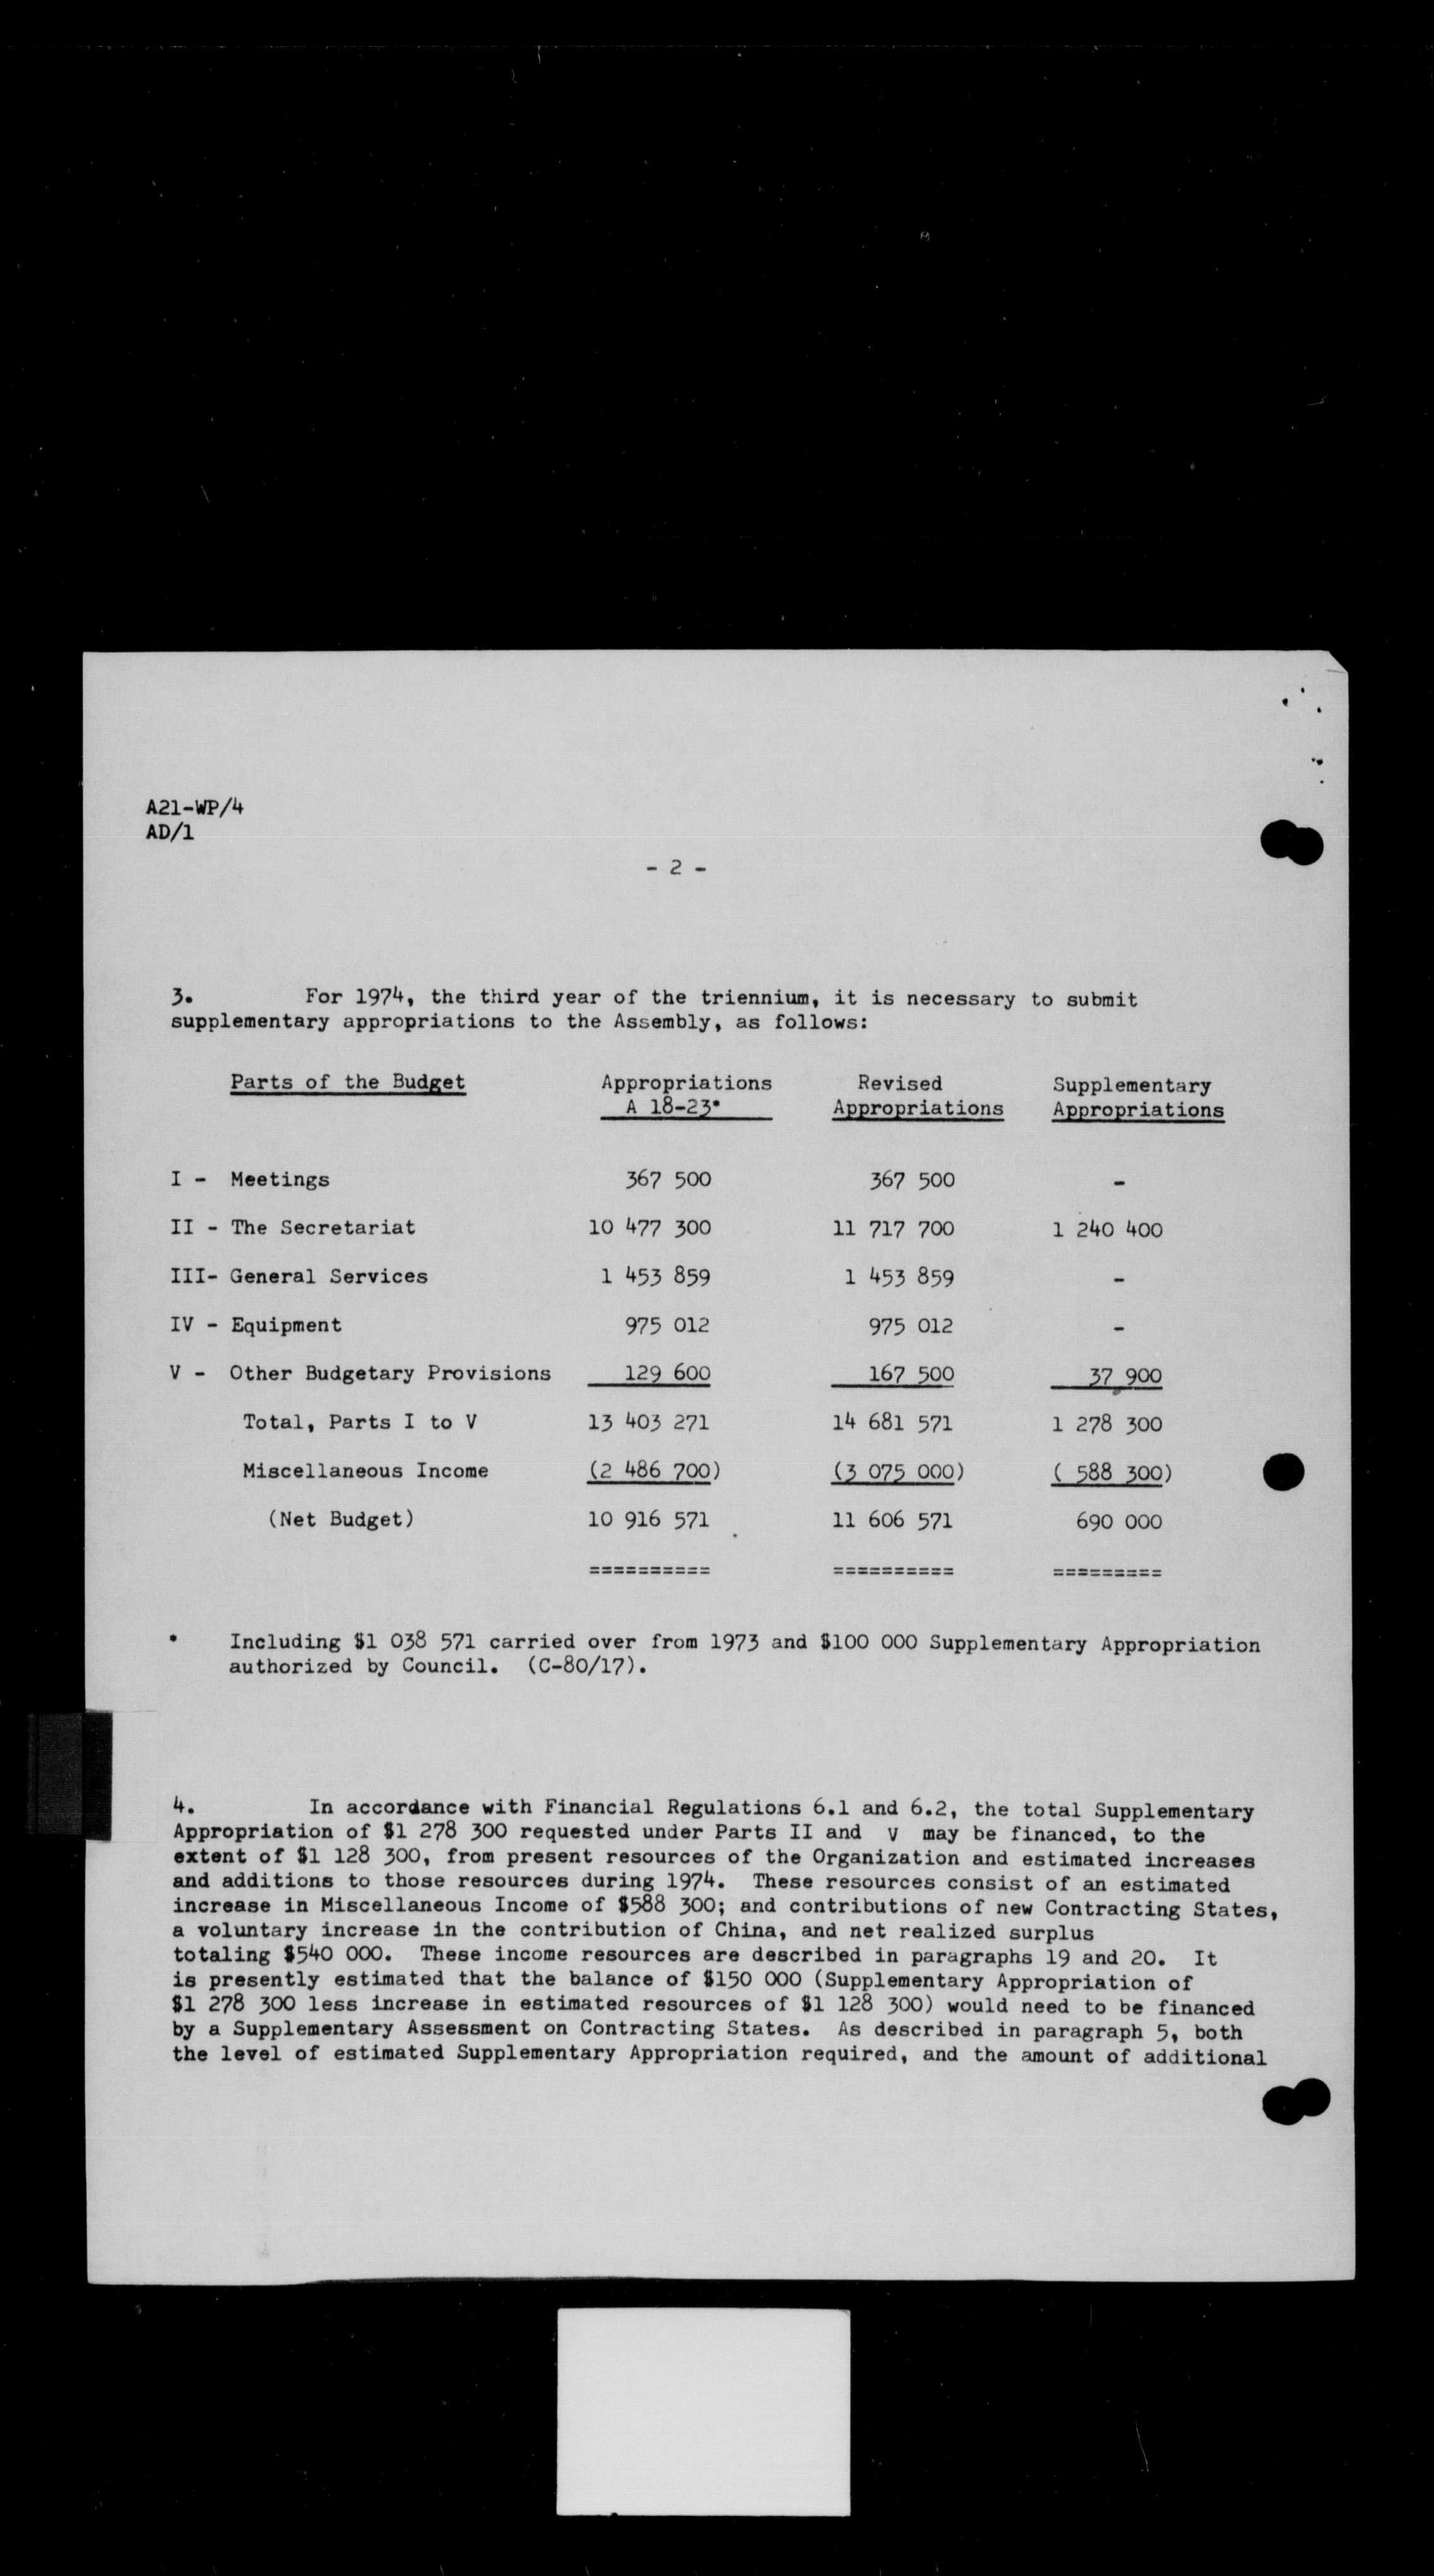 A21-WP/4
AD/1
- 2 -
3. For 1974, the third year of the triennium, it is necessary to submit
supplementary appropriations to the Assembly, as follows:
Parts of the Budget Appropriations Revised Supplementary
A 18-23* Appropriations Appropriations
I - Meetings 367 500 367 500 -
II - The Secretariat 10 477 300 11 717 700 1 240 400
III- General Services 1 453 859 1 453 859 -
IV - Equipment 975 012 975 012 -
V - Other Budgetary Provisions 129 600 167 500 37 900
Total, Parts I to V 13 403 271 14 681 571 1 278 300
Miscellaneous Income (2 486 700) (3 075 000) ( 588 300)
(Net Budget) 10 916 571 11 606 571 690 000
========== ========== =========
* Including $1 038 571 carried over from 1973 and $100 000 Supplementary Appropriation
authorized by Council. (C-80/17).
4. In accordance with Financial Regulations 6.1 and 6.2, the total Supplementary
Appropriation of $1 278 300 requested under Parts II and V may be financed, to the
extent of $1 128 300, from present resources of the Organization and estimated increases
and additions to those resources during 1974. These resources consist of an estimated
increase in Miscellaneous Income of $588 300; and contributions of new Contracting States,
a voluntary increase in the contribution of China, and net realized surplus
totaling $540 000. These income resources are described in paragraphs 19 and 20. It
is presently estimated that the balance of $150 000 (Supplementary Appropriation of
$1 278 300 less increase in estimated resources of $1 128 300) would need to be financed
by a Supplementary Assessment on Contracting States. As described in paragraph 5, both
the level of estimated Supplementary Appropriation required, and the amount of additional